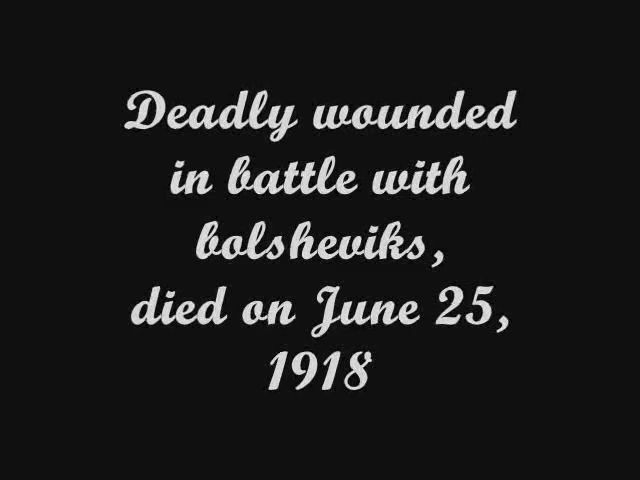 Deadly wounded
in battle with
bolsheviks,
died on June 25,
1918